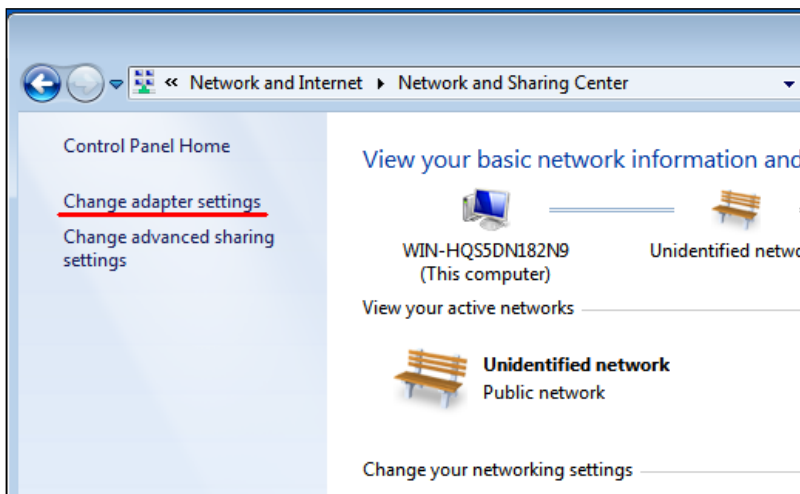 « Network and Internet ▸ Network and Sharing Center
Control Panel Home
Change adapter settings
Change advanced sharing
settings
View your basic network information and
WIN-HQS5DN182N9
(This computer)
Unidentified netwo
View your active networks
Unidentified network
Public network
Change your networking settings